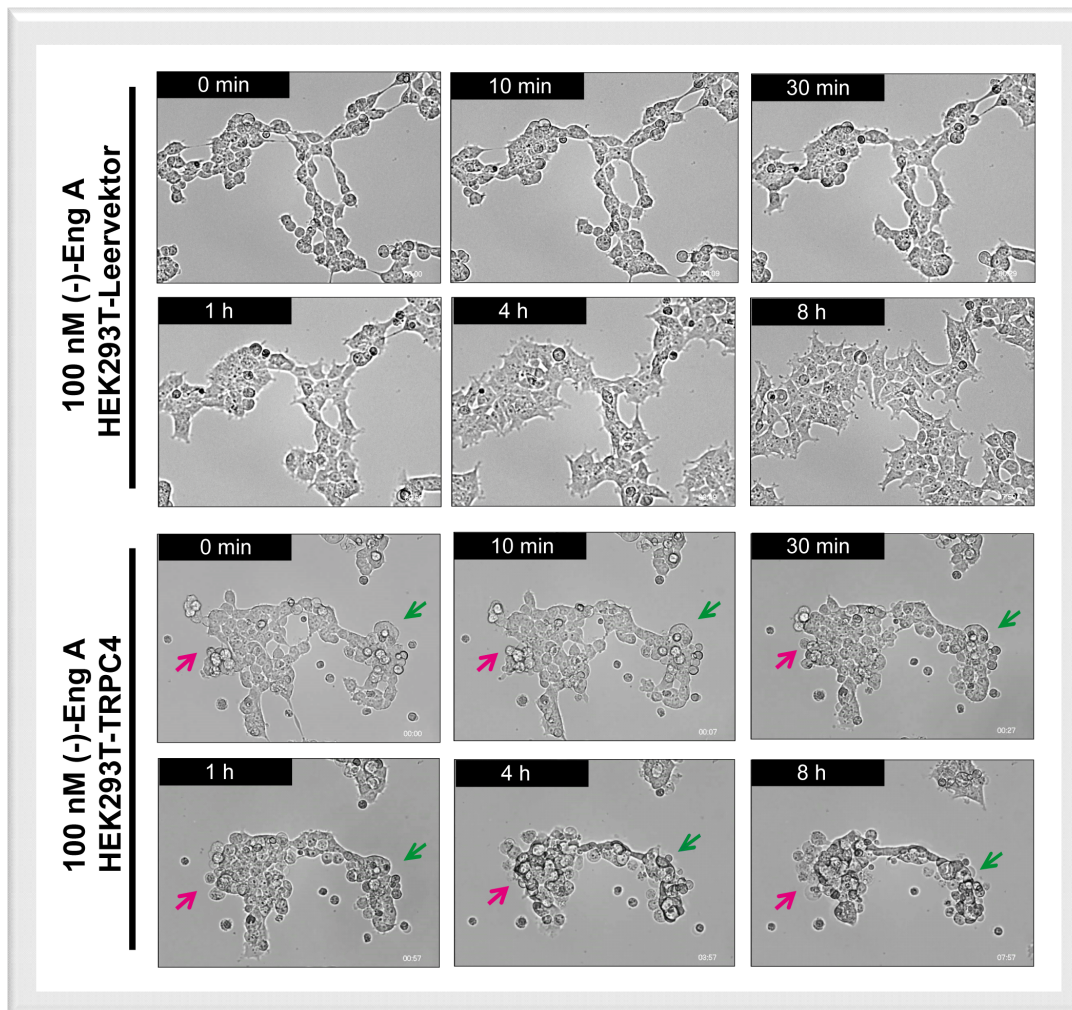 100 nM (-)-Eng A
HEK293T-Leervektor
0 min
10 min
30 min
1 h
4 h
8 h
100 nM (-)-Eng A
HEK293T-TRPC4
0 min
10 min
30 min
00:00
00:07
00:27
1 h
4 h
8 h
00:57
03:57
07:57